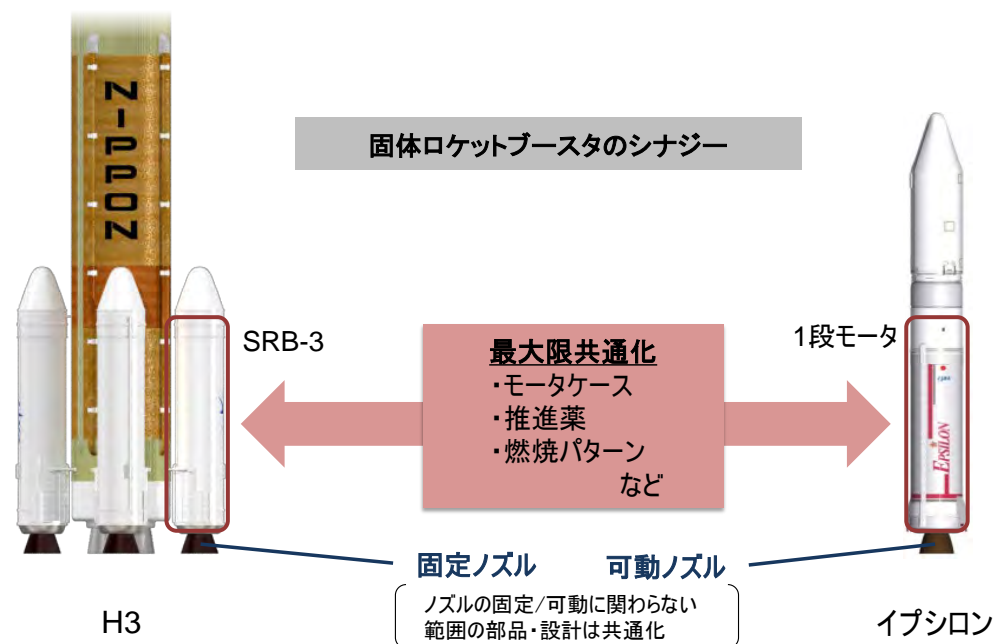 NIPPON
固体ロケットブースタのシナジー
SRB-3
最大限共通化
・モータケース
・推進薬
・燃焼パターン
など
1段モータ
EPSILON
固定ノズル
可動ノズル
ノズルの固定/可動に関わらない
範囲の部品・設計は共通化
H3
イプシロン